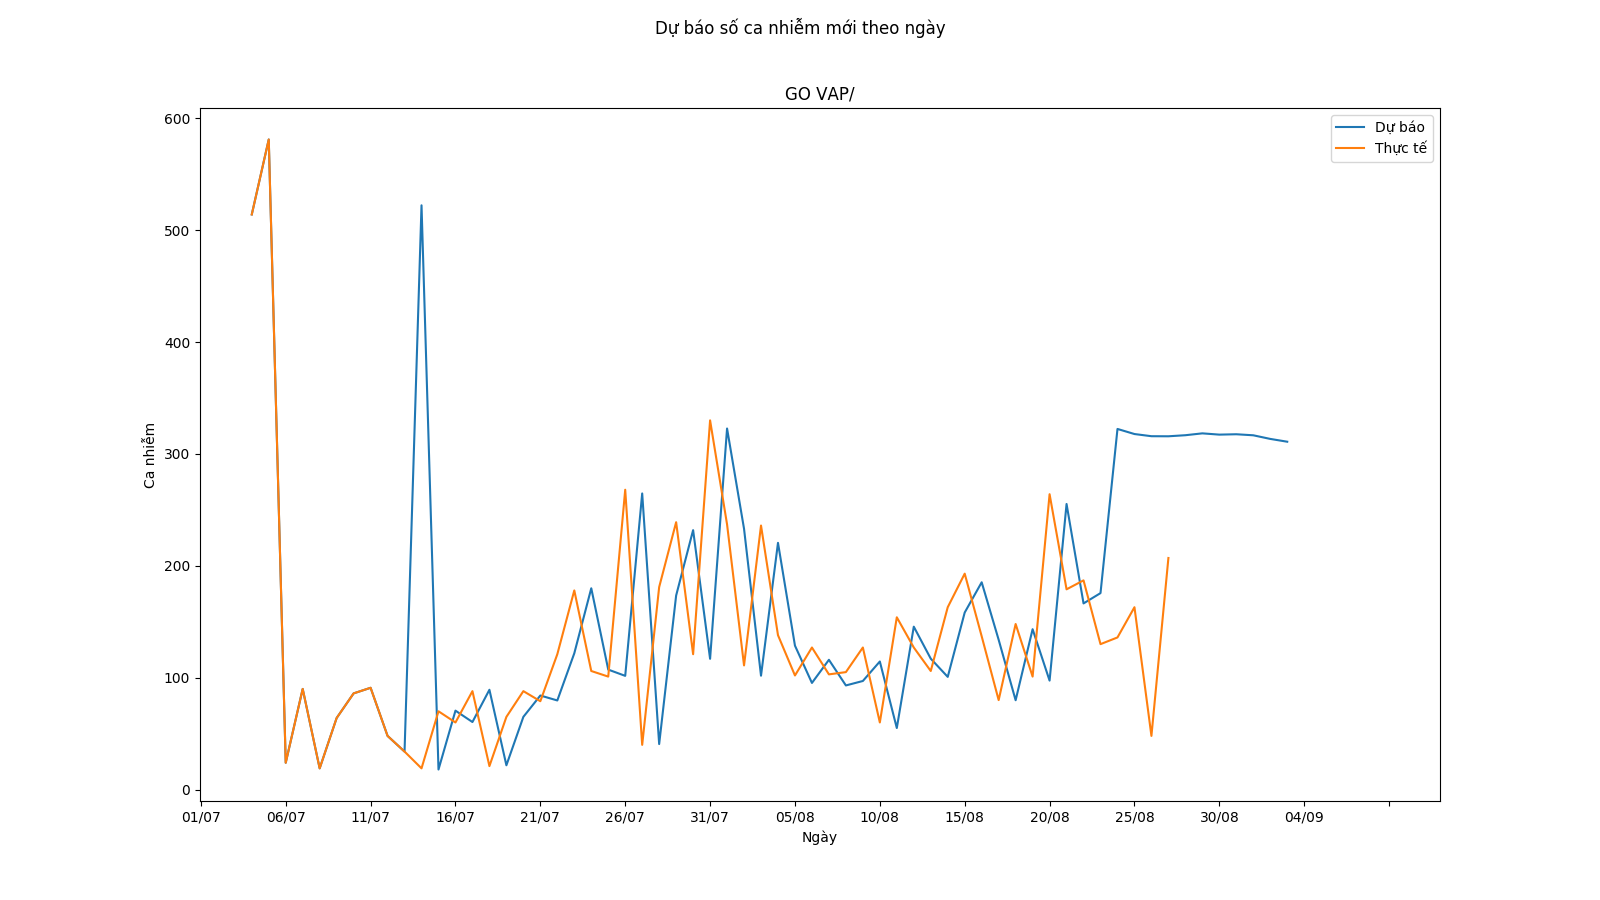 Dự báo số ca nhiễm mới theo ngày
GO VAP/
Dự báo
Thực tế
600
500
400
300
200
100
0
Ca nhiễm
01/07 06/07 11/07 16/07 21/07 26/07 31/07 05/08 10/08 15/08 20/08 25/08 30/08 04/09
Ngày